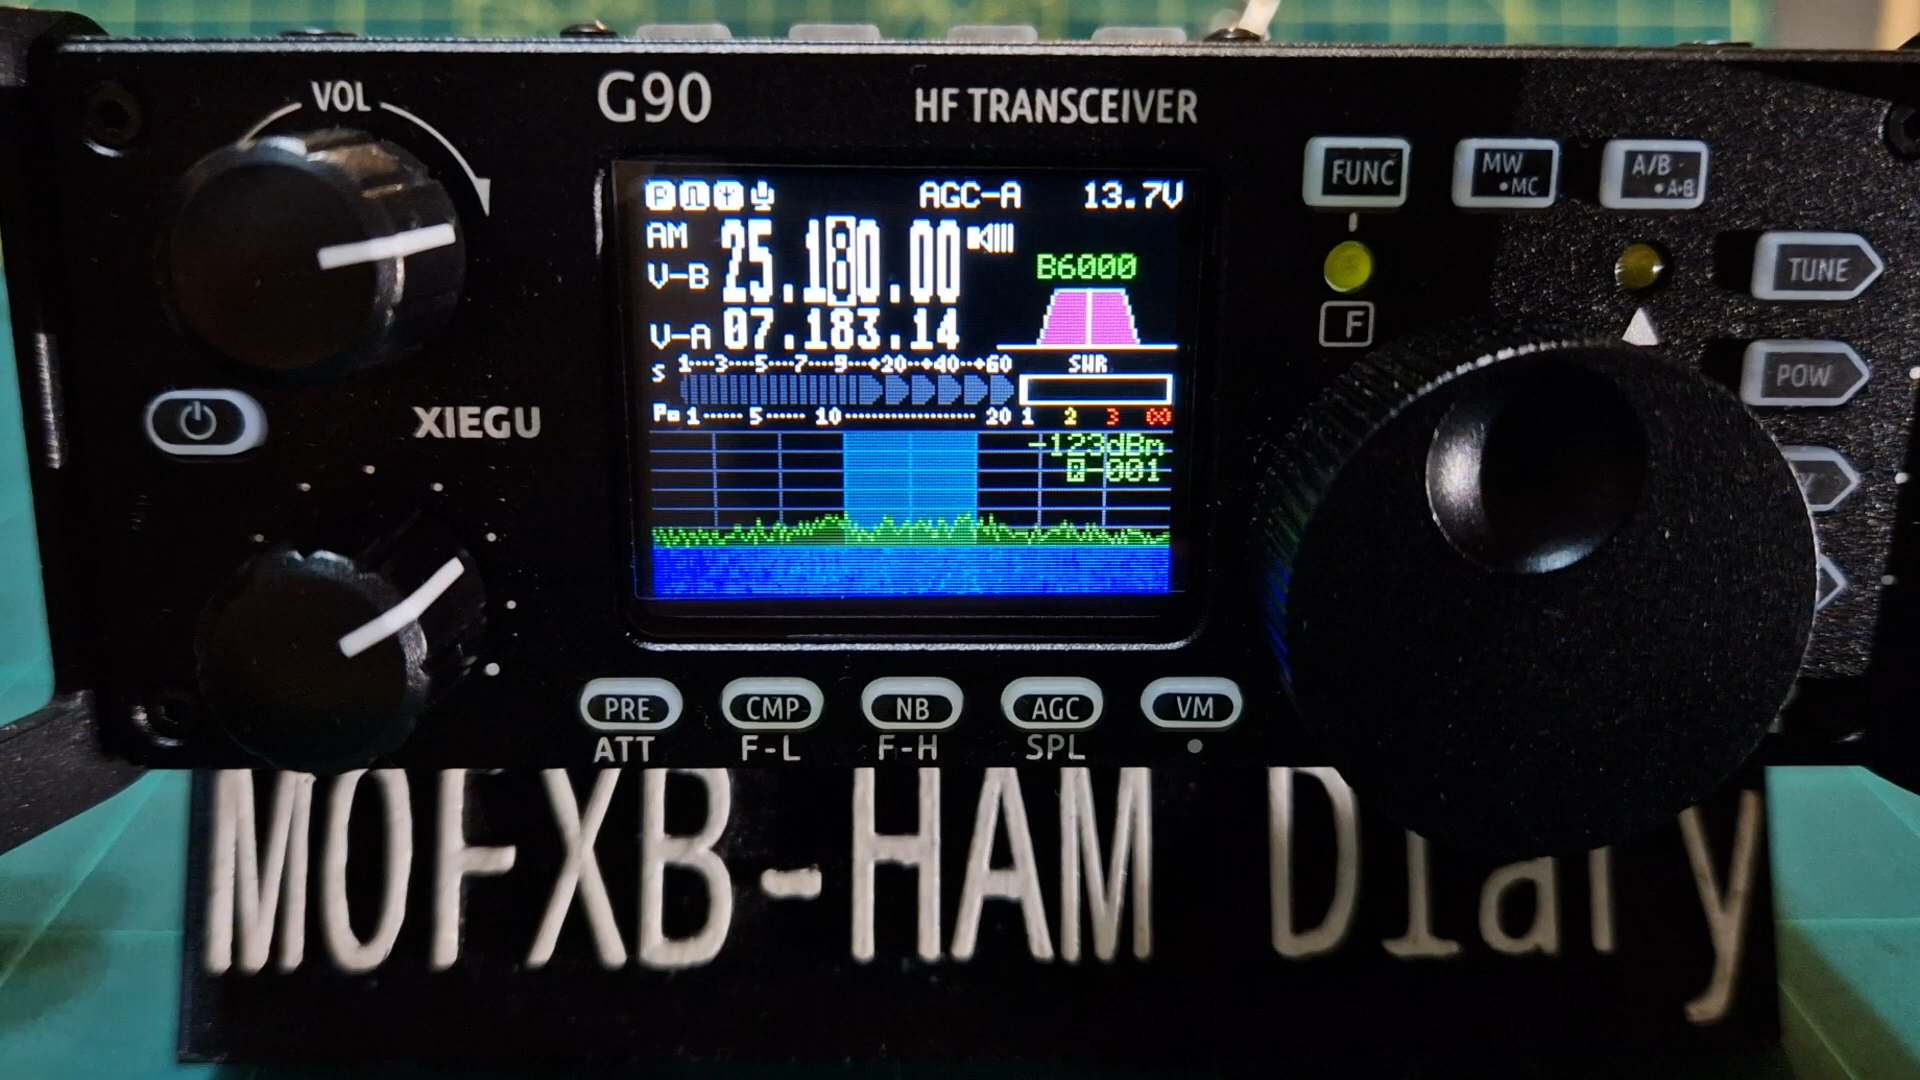 VOL G90 HF TRANSCEIVER
FUNC MW •MC A/B •A+B
P AGC-A 13.7V
AM 25.180.00
V-B B6000
V-A 07.183.14
TUNE
F
S 1 3 5 7 9 +20 +40 +60 SWR
POW
Po 1 5 10 20 1 2 3 ∞
XIEGU
-123dBm
-001
PRE CMP NB AGC VM
ATT F-L F-H SPL
M0FXB-HAM Diary